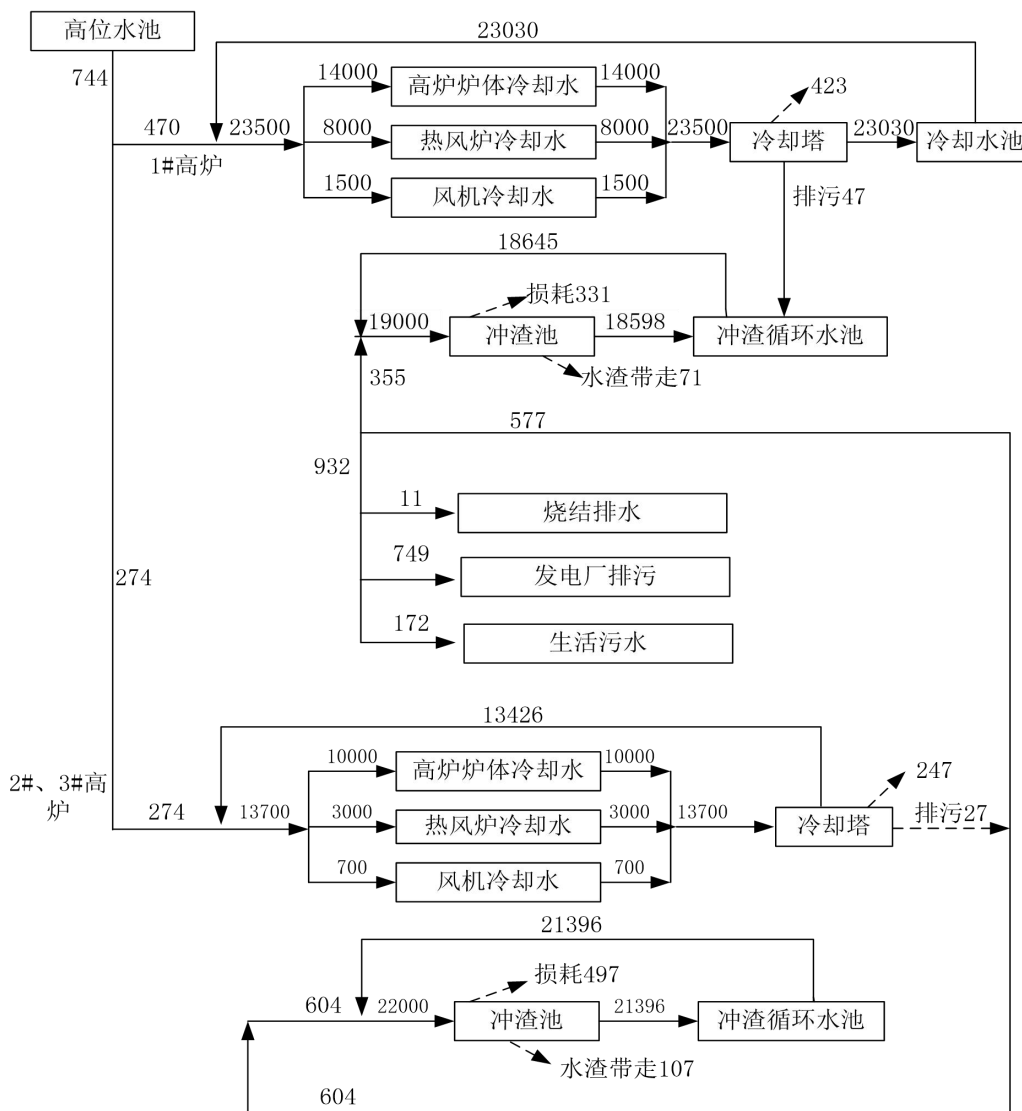 高位水池
23030
744
14000
高炉炉体冷却水
14000
423
470
23500
8000
热风炉冷却水
8000
23500
冷却塔
23030
冷却水池
1#高炉
1500
风机冷却水
1500
排污47
18645
损耗331
19000
冲渣池
18598
冲渣循环水池
355
水渣带走71
577
932
11
烧结排水
749
发电厂排污
274
172
生活污水
13426
2#、3#高
炉
10000
高炉炉体冷却水
10000
247
274
13700
3000
热风炉冷却水
3000
13700
冷却塔
排污27
700
风机冷却水
700
21396
损耗497
604
22000
冲渣池
21396
冲渣循环水池
水渣带走107
604